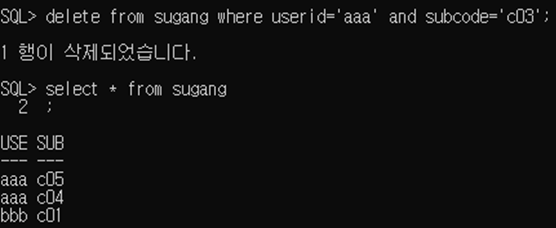 SQL> delete from sugang where userid='aaa' and subcode='c03';
1 행이 삭제되었습니다.
SQL> select * from sugang
  2  ;
USE SUB
--- ---
aaa c05
aaa c04
bbb c01